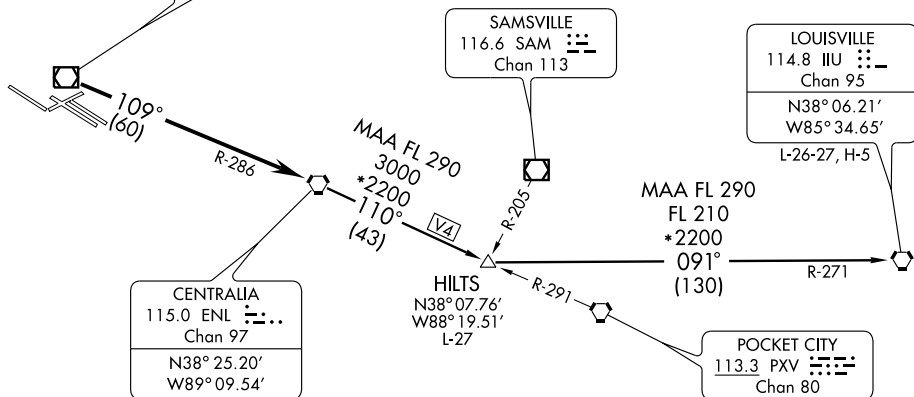 SAMSVILLE
116.6 SAM
Chan 113
LOUISVILLE
114.8 IIU
Chan 95
N38° 06.21'
W85° 34.65'
L-26-27, H-5
109°
(60)
R-286
MAA FL 290
3000
*2200
110°
(43)
V4
R-205
MAA FL 290
FL 210
*2200
091°
(130)
R-271
HILTS
N38° 07.76'
W88° 19.51'
L-27
R-291
CENTRALIA
115.0 ENL
Chan 97
N38° 25.20'
W89° 09.54'
POCKET CITY
113.3 PXV
Chan 80